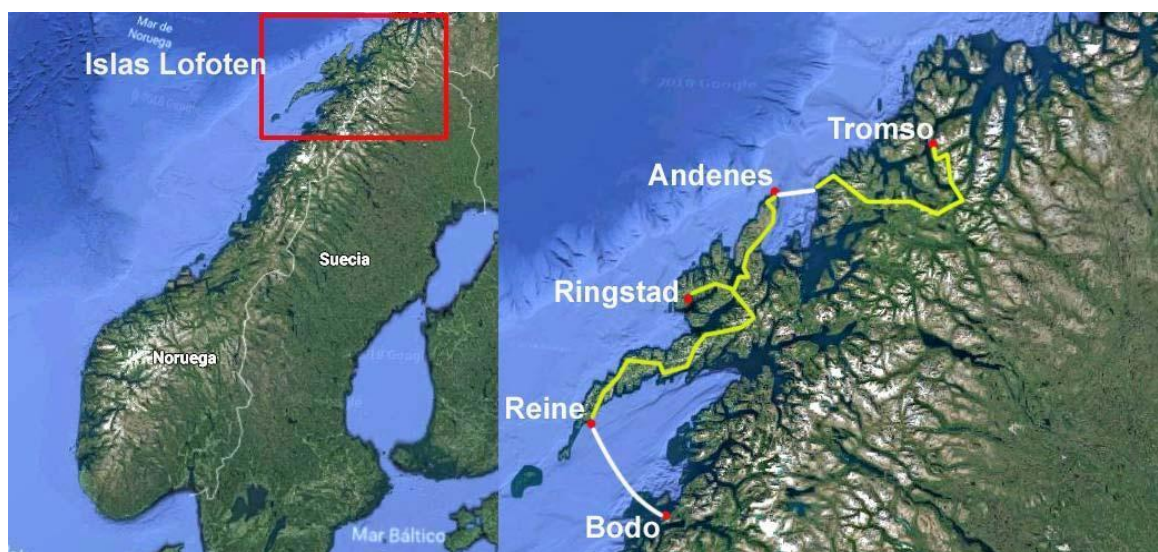 Mar de
Noruega
Islas Lofoten
Suecia
Noruega
Mar Báltico
2019 Google
Tromso
Andenes
Ringstad
Reine
Bodo